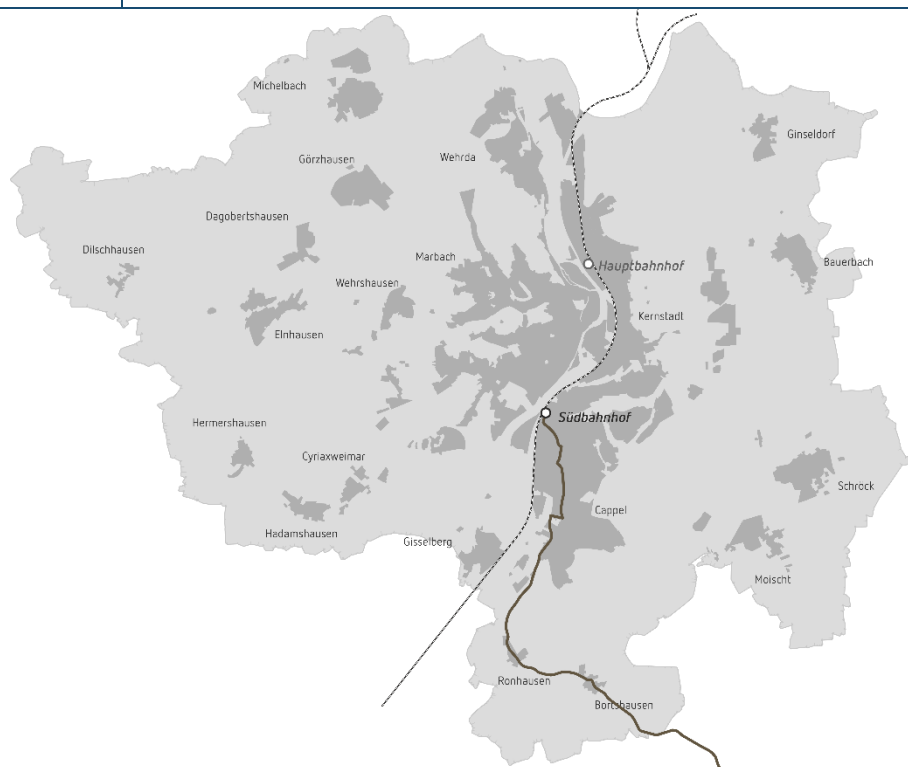 Michelbach
Ginseldorf
Wehrda
Görzhausen
Dagobertshausen
Dilschhausen
Marbach
Bauerbach
Hauptbahnhof
Wehrshausen
Kernstadt
Elnhausen
Südbahnhof
Hermershausen
Cyriaxweimar
Schröck
Cappel
Hadamshausen
Gisselberg
Moischt
Ronhausen
Bortshausen